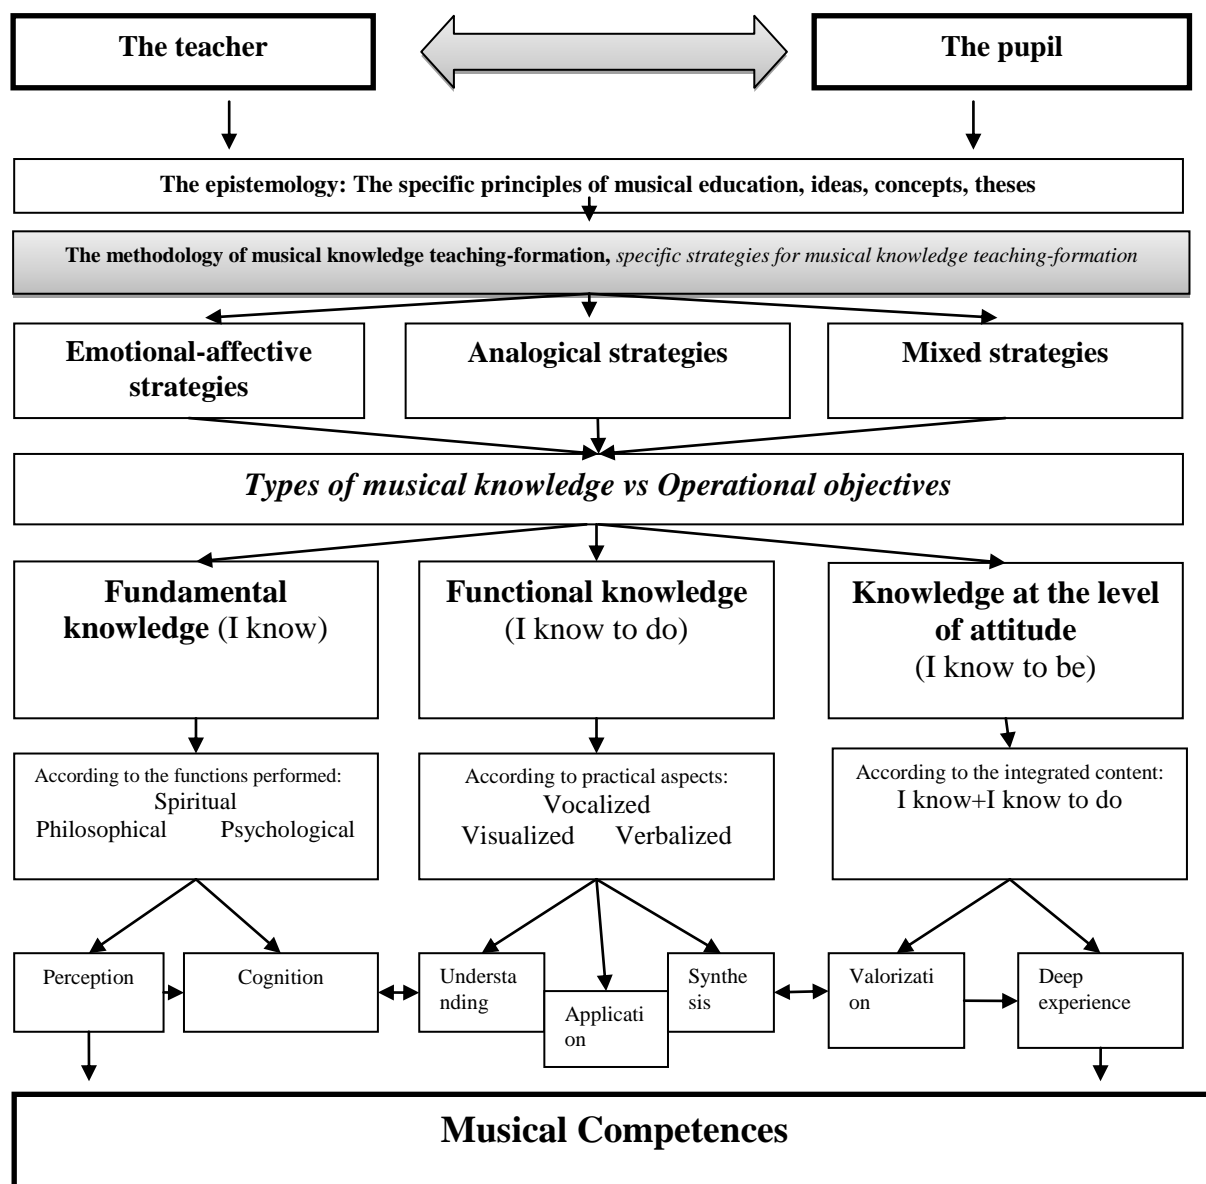 The teacher
The pupil
The epistemology: The specific principles of musical education, ideas, concepts, theses
The methodology of musical knowledge teaching-formation, specific strategies for musical knowledge teaching-formation
Emotional-affective
strategies
Analogical strategies
Mixed strategies
Types of musical knowledge vs Operational objectives
Fundamental
knowledge (I know)
Functional knowledge
(I know to do)
Knowledge at the level
of attitude
(I know to be)
According to the functions performed:
Spiritual
Philosophical Psychological
According to practical aspects:
Vocalized
Visualized Verbalized
According to the integrated content:
I know+I know to do
Perception
Cognition
Understa
nding
Applicati
on
Synthe
sis
Valorizati
on
Deep
experience
Musical Competences